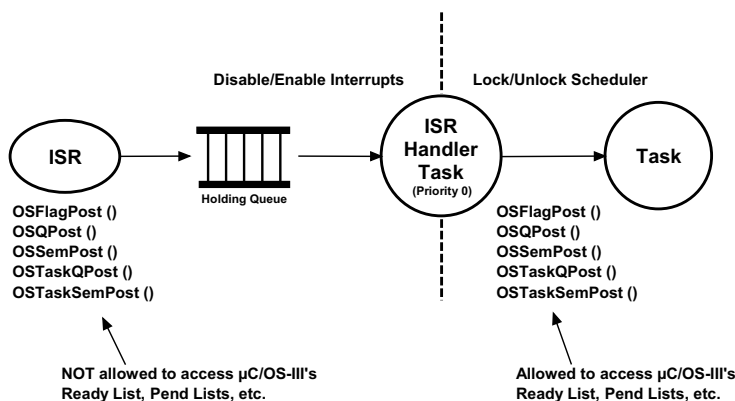 Disable/Enable Interrupts
Lock/Unlock Scheduler
ISR
Holding Queue
ISR
Handler
Task
(Priority 0)
Task
OSFlagPost ()
OSQPost ()
OSSemPost ()
OSTaskQPost ()
OSTaskSemPost ()
OSFlagPost ()
OSQPost ()
OSSemPost ()
OSTaskQPost ()
OSTaskSemPost ()
NOT allowed to access µC/OS-III's
Ready List, Pend Lists, etc.
Allowed to access µC/OS-III's
Ready List, Pend Lists, etc.